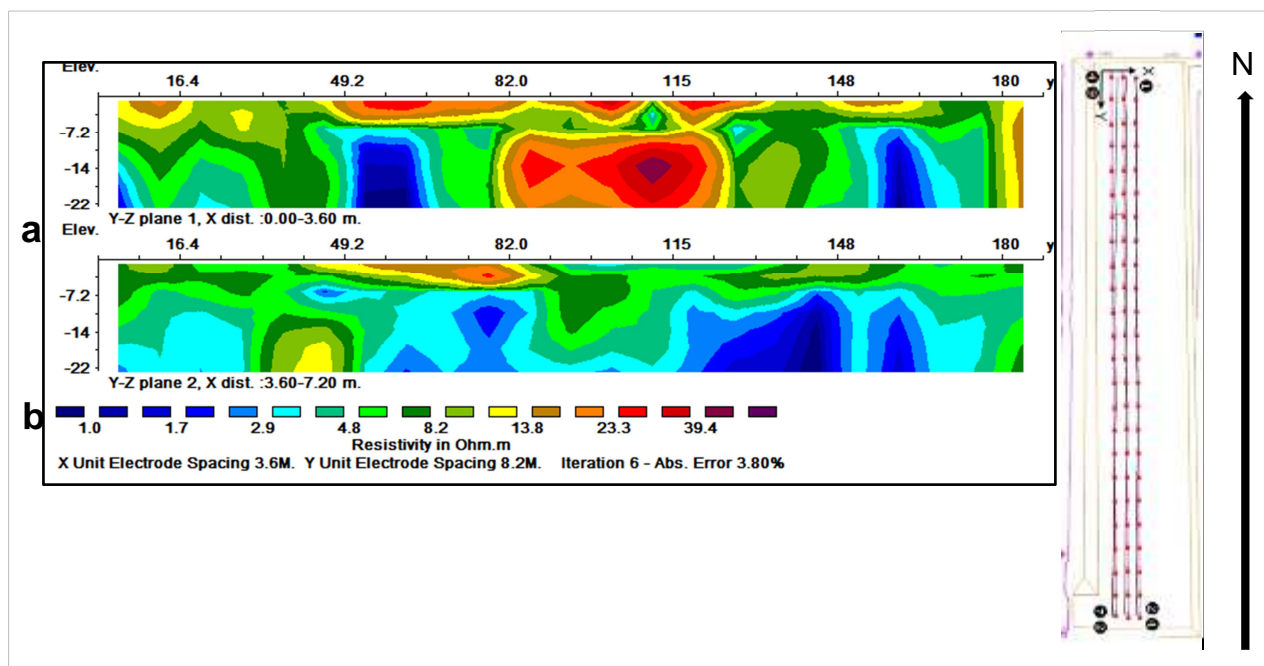 Elev.
16.4 49.2 82.0 115 148 180 y
-7.2
-14
-22
Y-Z plane 1, X dist. :0.00-3.60 m.
a
Elev.
16.4 49.2 82.0 115 148 180 y
-7.2
-14
-22
Y-Z plane 2, X dist. :3.60-7.20 m.
b
1.0 1.7 2.9 4.8 8.2 13.8 23.3 39.4
Resistivity in Ohm.m
X Unit Electrode Spacing 3.6M. Y Unit Electrode Spacing 8.2M. Iteration 6 - Abs. Error 3.80%
N
X
Y
1